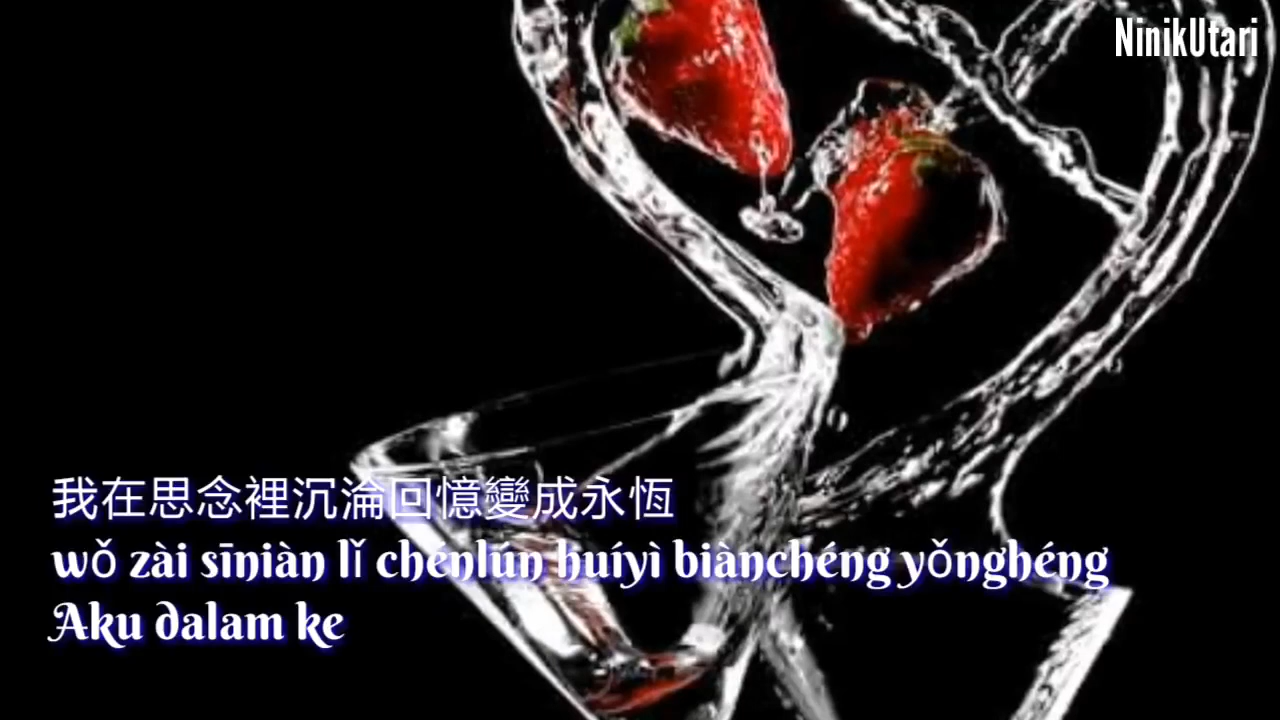 NinikUtari
我在思念裡沉淪回憶變成永恆
wǒ zài sīniàn lǐ chénlún huíyì biànchéng yǒnghéng
Aku dalam ke